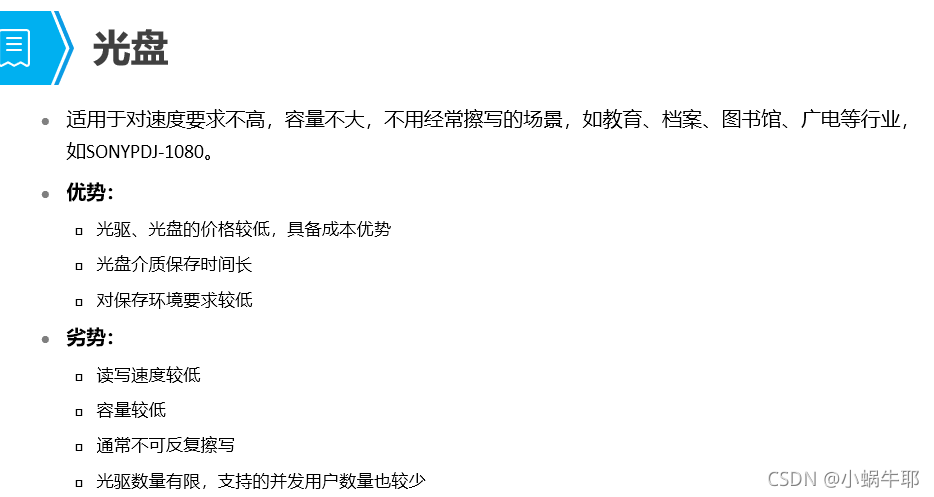 光盘
适用于对速度要求不高，容量不大，不用经常擦写的场景，如教育、档案、图书馆、广电等行业，
如SONYPDJ-1080。
优势：
光驱、光盘的价格较低，具备成本优势
光盘介质保存时间长
对保存环境要求较低
劣势：
读写速度较低
容量较低
通常不可反复擦写
光驱数量有限，支持的并发用户数量也较少
CSDN @小蜗牛耶